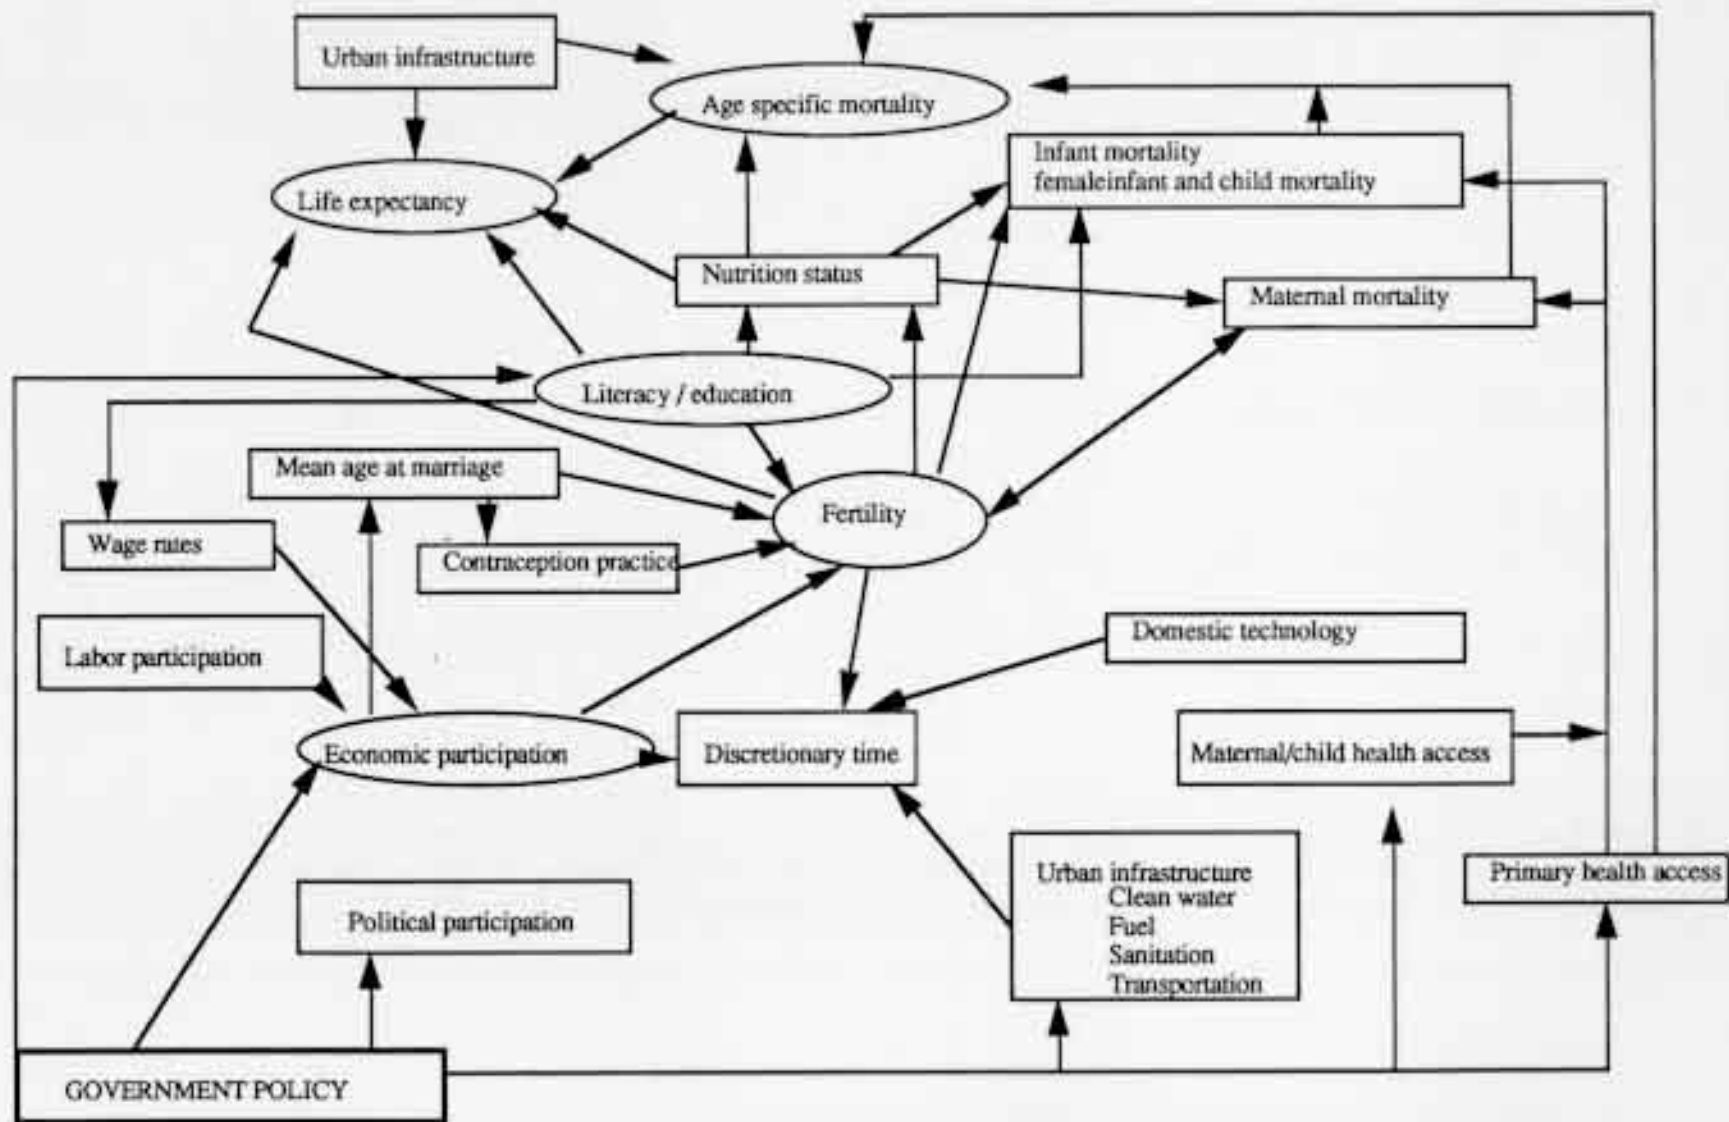 Urban infrastructure
Age specific mortality
Infant mortality
femaleinfant and child mortality
Life expectancy
Nutrition status
Maternal mortality
Literacy / education
Mean age at marriage
Fertility
Wage rates
Contraception practice
Domestic technology
Labor participation
Economic participation
Discretionary time
Maternal/child health access
Urban infrastructure
Clean water
Fuel
Sanitation
Transportation
Primary health access
Political participation
GOVERNMENT POLICY